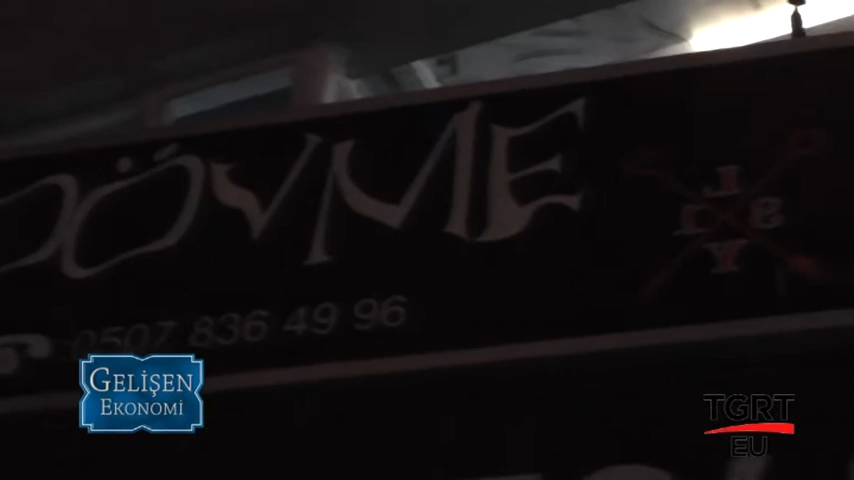 DÖVME
0507 836 49 96
GELİŞEN
EKONOMİ
TGRT
EU